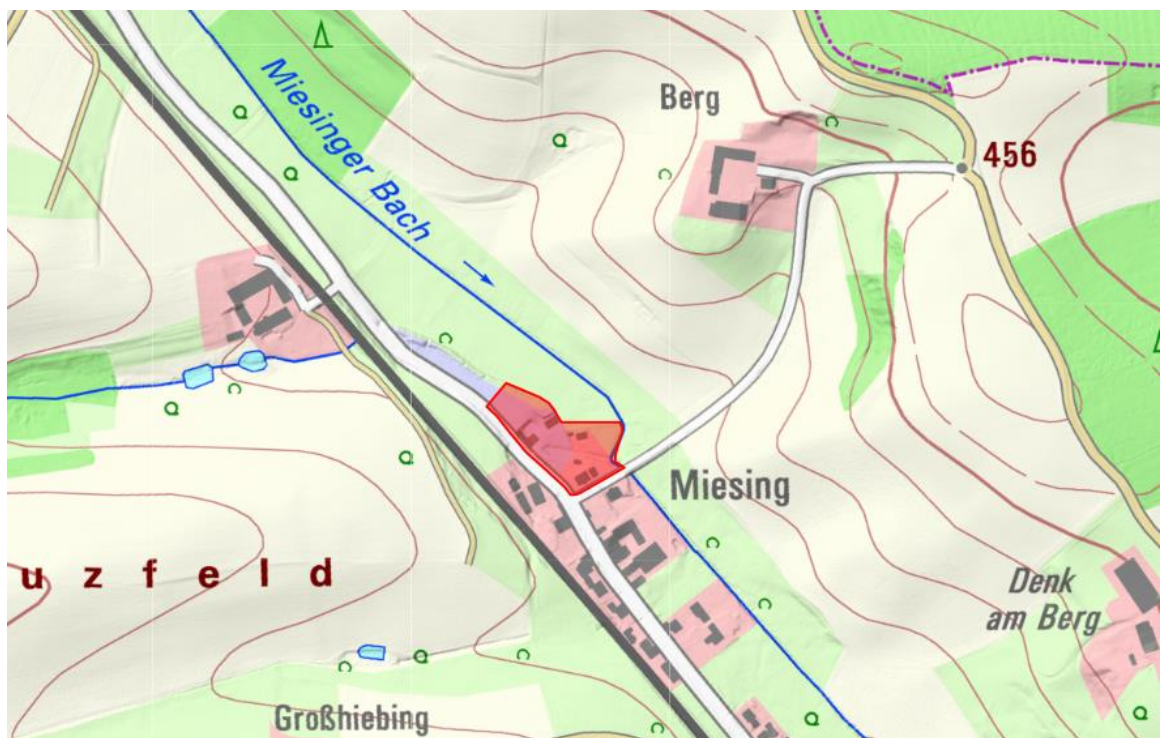 Miesinger Bach
Berg
456
Miesing
u z f e l d
Denk
am Berg
Großhiebing